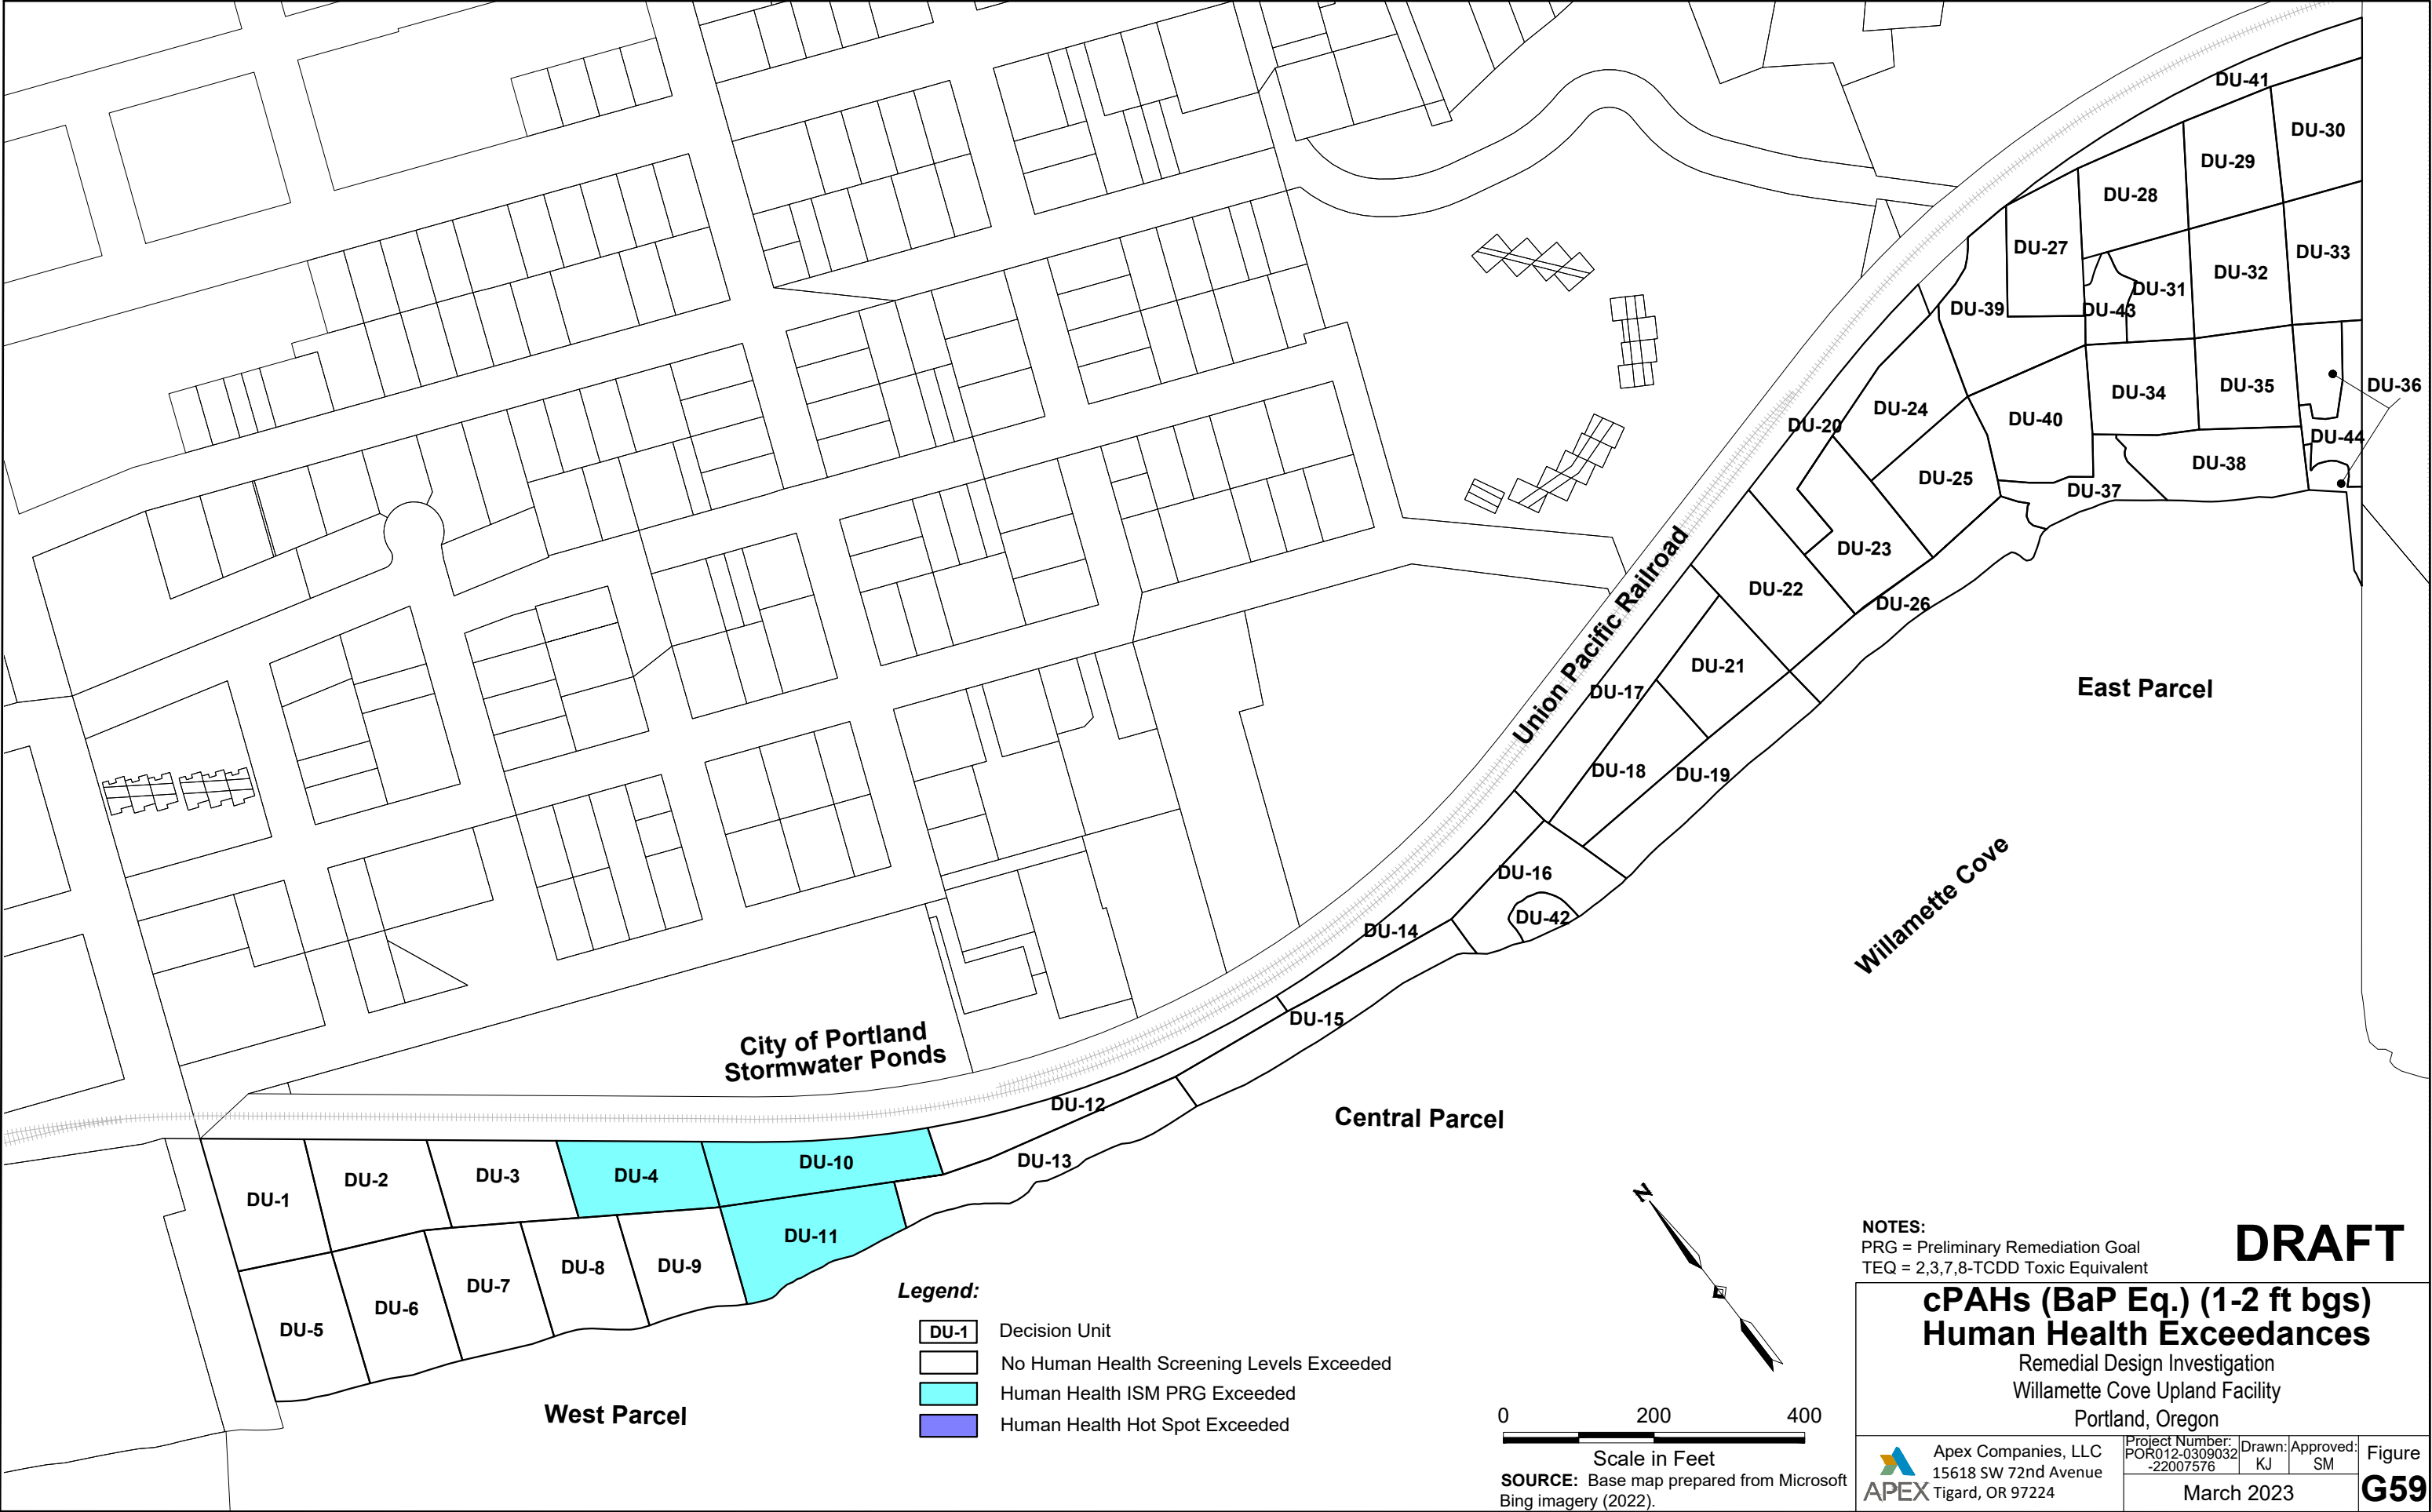 DU-41
DU-30
DU-29
DU-28
DU-27
DU-33
DU-32
DU-31
DU-43
DU-39
DU-36
DU-35
DU-34
DU-24
DU-40
DU-20
DU-44
DU-38
DU-25
DU-37
DU-23
DU-22
DU-26
Union Pacific Railroad
DU-21
DU-17
East Parcel
DU-18
DU-19
DU-16
DU-42
DU-14
Willamette Cove
DU-15
City of Portland
Stormwater Ponds
DU-12
Central Parcel
DU-13
DU-10
DU-4
DU-3
DU-2
DU-1
DU-11
DU-9
DU-8
DU-7
DU-6
DU-5
West Parcel
N
Legend:
DU-1 Decision Unit
No Human Health Screening Levels Exceeded
Human Health ISM PRG Exceeded
Human Health Hot Spot Exceeded
0 200 400
Scale in Feet
SOURCE: Base map prepared from Microsoft
Bing imagery (2022).
NOTES:
PRG = Preliminary Remediation Goal
TEQ = 2,3,7,8-TCDD Toxic Equivalent
DRAFT
cPAHs (BaP Eq.) (1-2 ft bgs)
Human Health Exceedances
Remedial Design Investigation
Willamette Cove Upland Facility
Portland, Oregon
APEX
Apex Companies, LLC
15618 SW 72nd Avenue
Tigard, OR 97224
Project Number:
POR012-0309032
-22007576
Drawn:
KJ
Approved:
SM
March 2023
Figure
G59